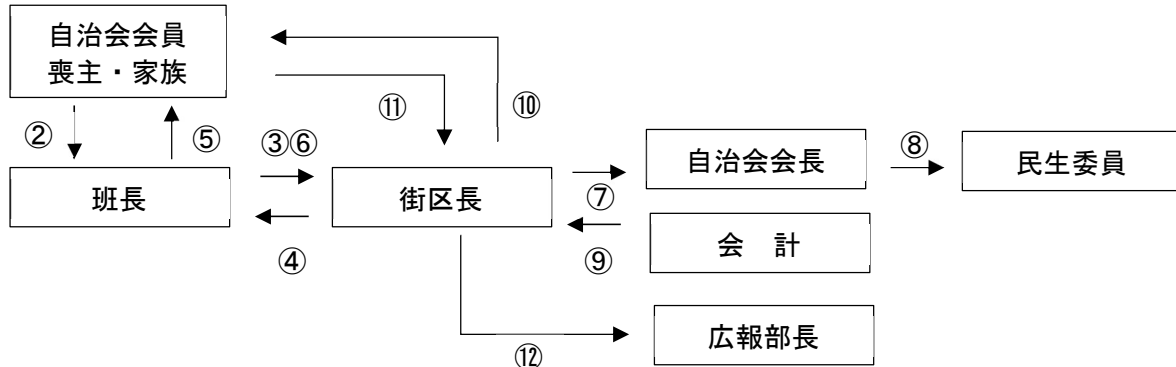 自治会会員
喪主・家族
⑪
⑩
②
⑤
③⑥
自治会会長
⑧
民生委員
班長
街区長
⑦
④
⑨
会 計
広報部長
⑫